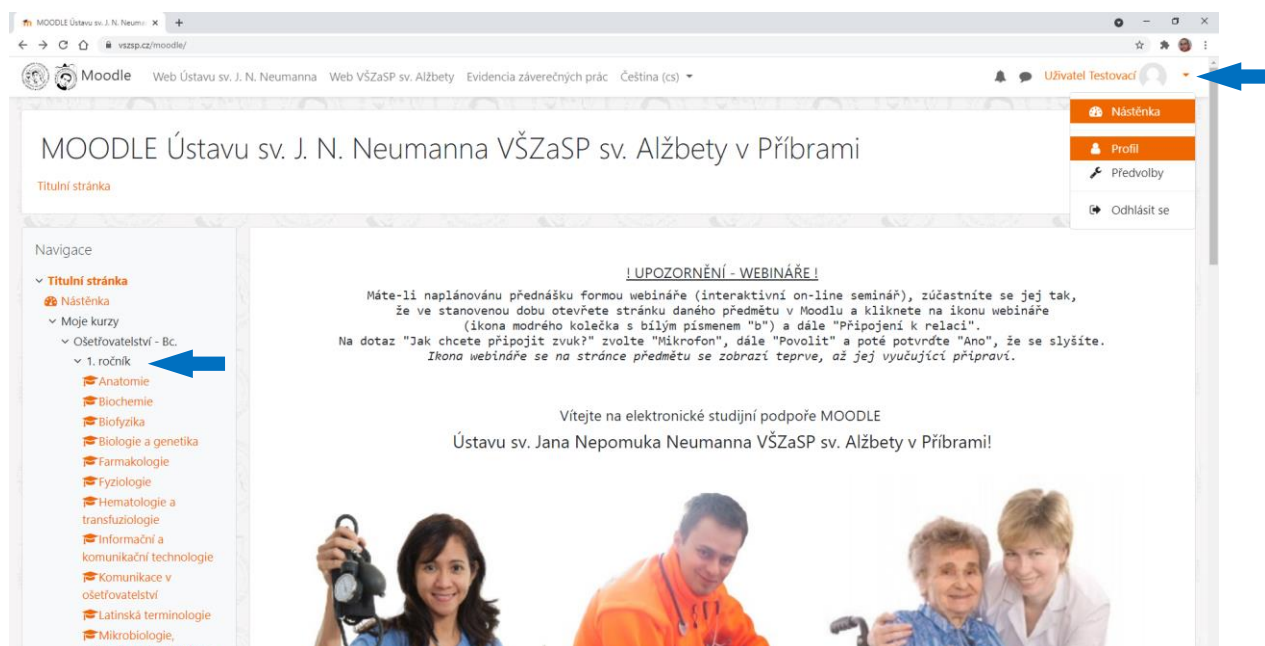 MOODLE Ústavu sv. J. N. Neuma
vszsp.cz/moodle/
Moodle Web Ústavu sv. J. N. Neumanna Web VŠZaSP sv. Alžbety Evidencia záverečných prác Čeština (cs) Uživatel Testovací
Nástěnka
Profil
Předvolby
Odhlásit se
MOODLE Ústavu sv. J. N. Neumanna VŠZaSP sv. Alžbety v Příbrami
Titulní stránka
Navigace
Titulní stránka
Nástěnka
Moje kurzy
Ošetřovatelství - Bc.
1. ročník
Anatomie
Biochemie
Biofyzika
Biologie a genetika
Farmakologie
Fyziologie
Hematologie a
transfuziologie
Informační a
komunikační technologie
Komunikace v
ošetřovatelství
Latinská terminologie
Mikrobiologie,
! UPOZORNĚNÍ - WEBINÁŘE !
Máte-li naplánovánu přednášku formou webináře (interaktivní on-line seminář), zúčastníte se jej tak,
že ve stanovenou dobu otevřete stránku daného předmětu v Moodlu a kliknete na ikonu webináře
(ikona modrého kolečka s bílým písmenem "b") a dále "Připojení k relaci".
Na dotaz "Jak chcete připojit zvuk?" zvolte "Mikrofon", dále "Povolit" a poté potvrďte "Ano", že se slyšíte.
Ikona webináře se na stránce předmětu se zobrazí teprve, až jej vyučující připraví.
Vítejte na elektronické studijní podpoře MOODLE
Ústavu sv. Jana Nepomuka Neumanna VŠZaSP sv. Alžbety v Příbrami!